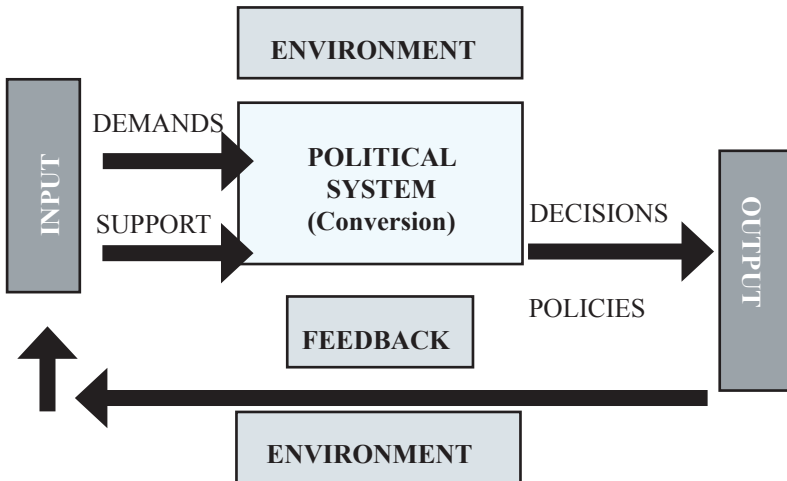 ENVIRONMENT
INPUT
DEMANDS
SUPPORT
POLITICAL
SYSTEM
(Conversion)
DECISIONS
POLICIES
OUTPUT
FEEDBACK
ENVIRONMENT